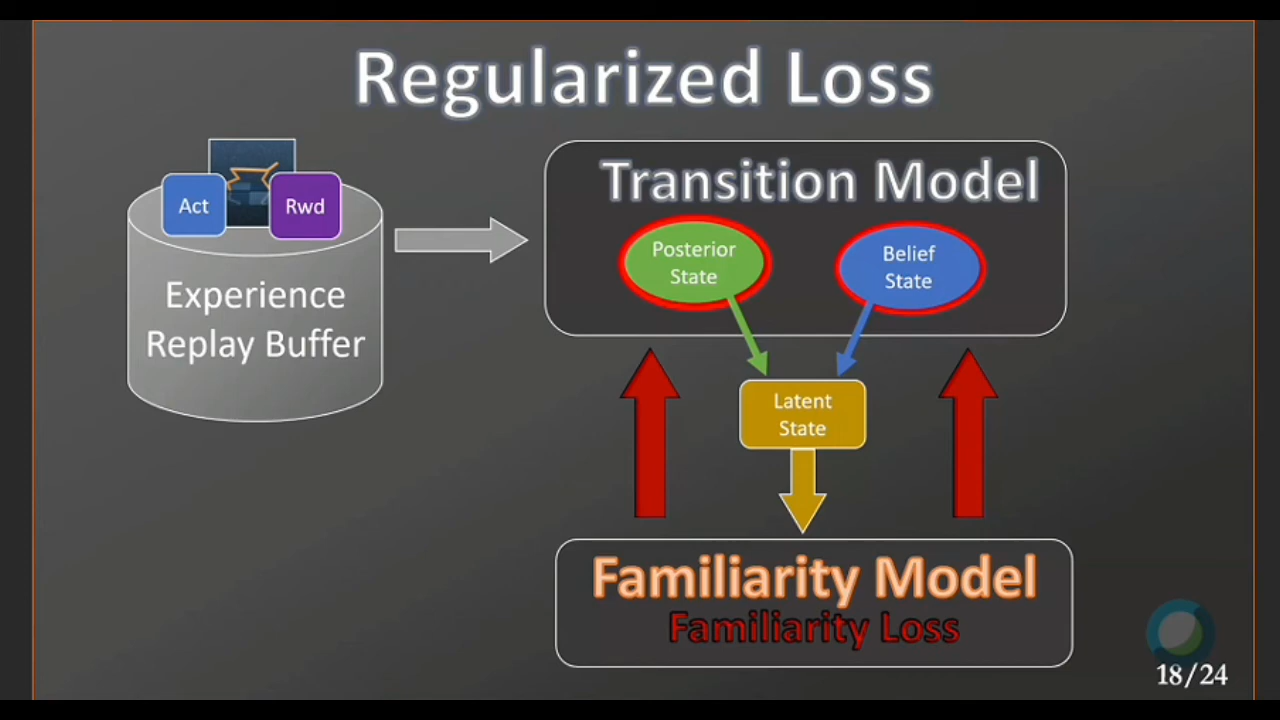 Regularized Loss
Act
Rwd
Experience
Replay Buffer
Transition Model
Posterior
State
Belief
State
Latent
State
Familiarity Model
Familiarity Loss
18/24